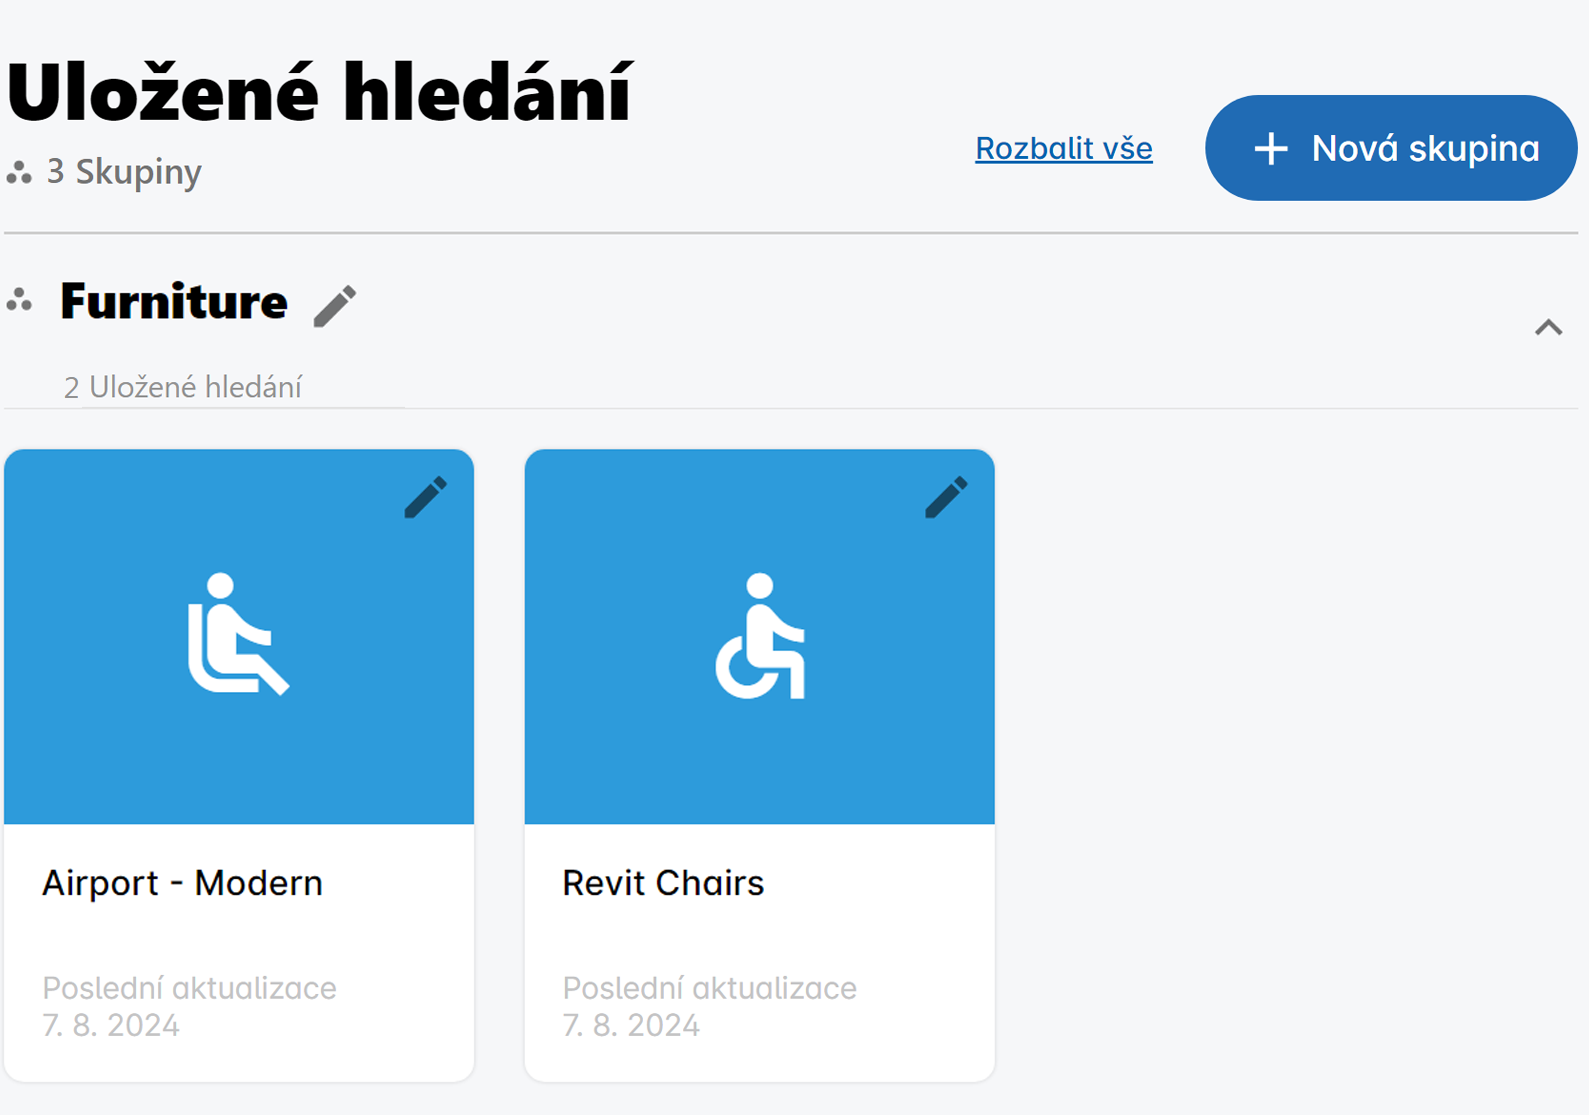 Uložené hledání
3 Skupiny
Rozbalit vše
Nová skupina
Furniture
2 Uložené hledání
Airport - Modern
Poslední aktualizace
7. 8. 2024
Revit Chairs
Poslední aktualizace
7. 8. 2024